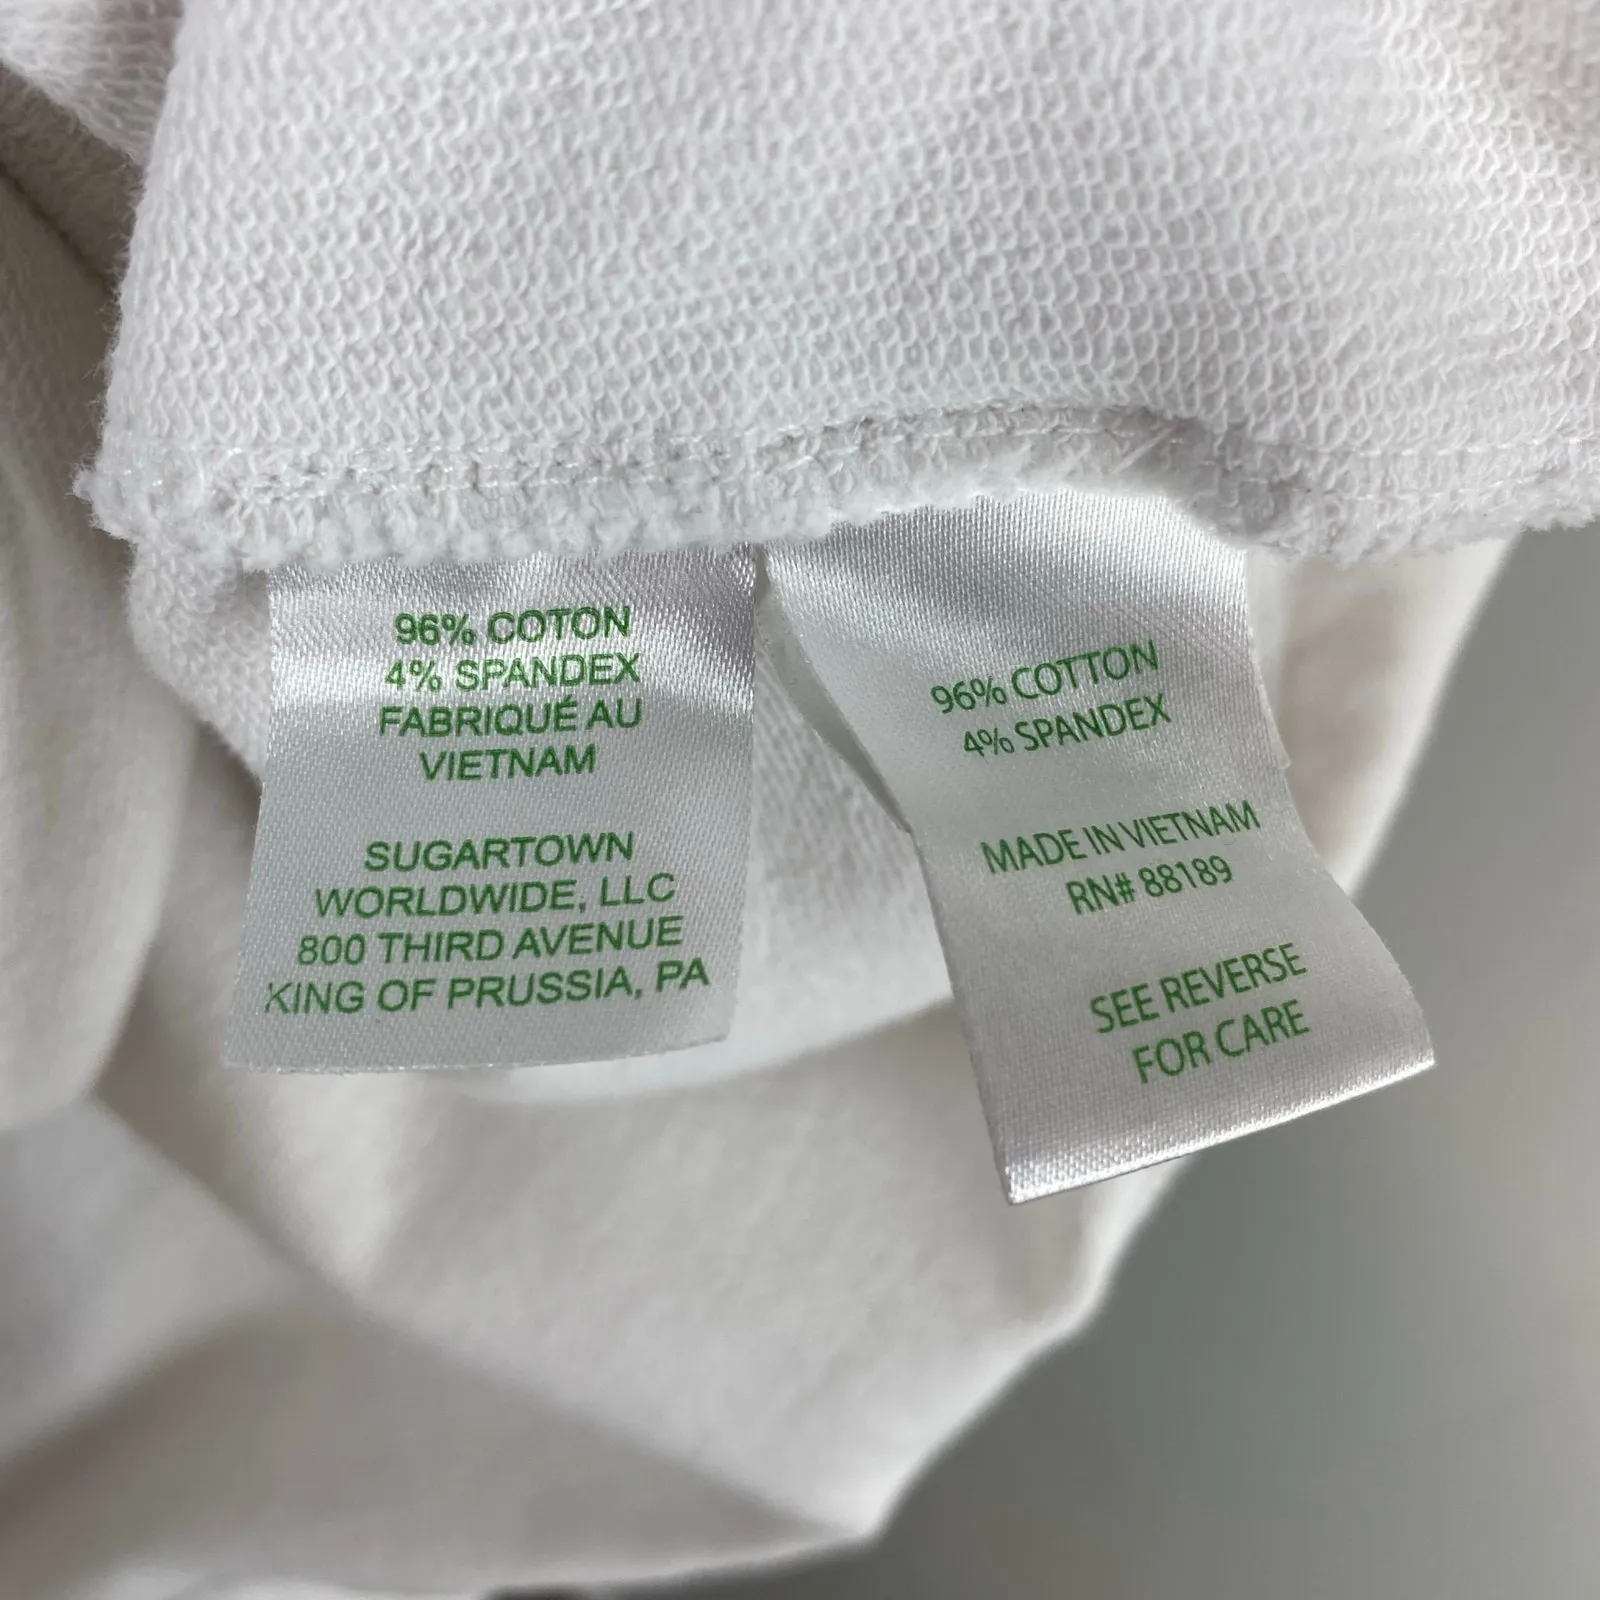 96% COTON
4% SPANDEX
FABRIQUÉ AU
VIETNAM
SUGARTOWN
WORLDWIDE, LLC
800 THIRD AVENUE
KING OF PRUSSIA, PA
96% COTTON
4% SPANDEX
MADE IN VIETNAM
RN# 88189
SEE REVERSE
FOR CARE